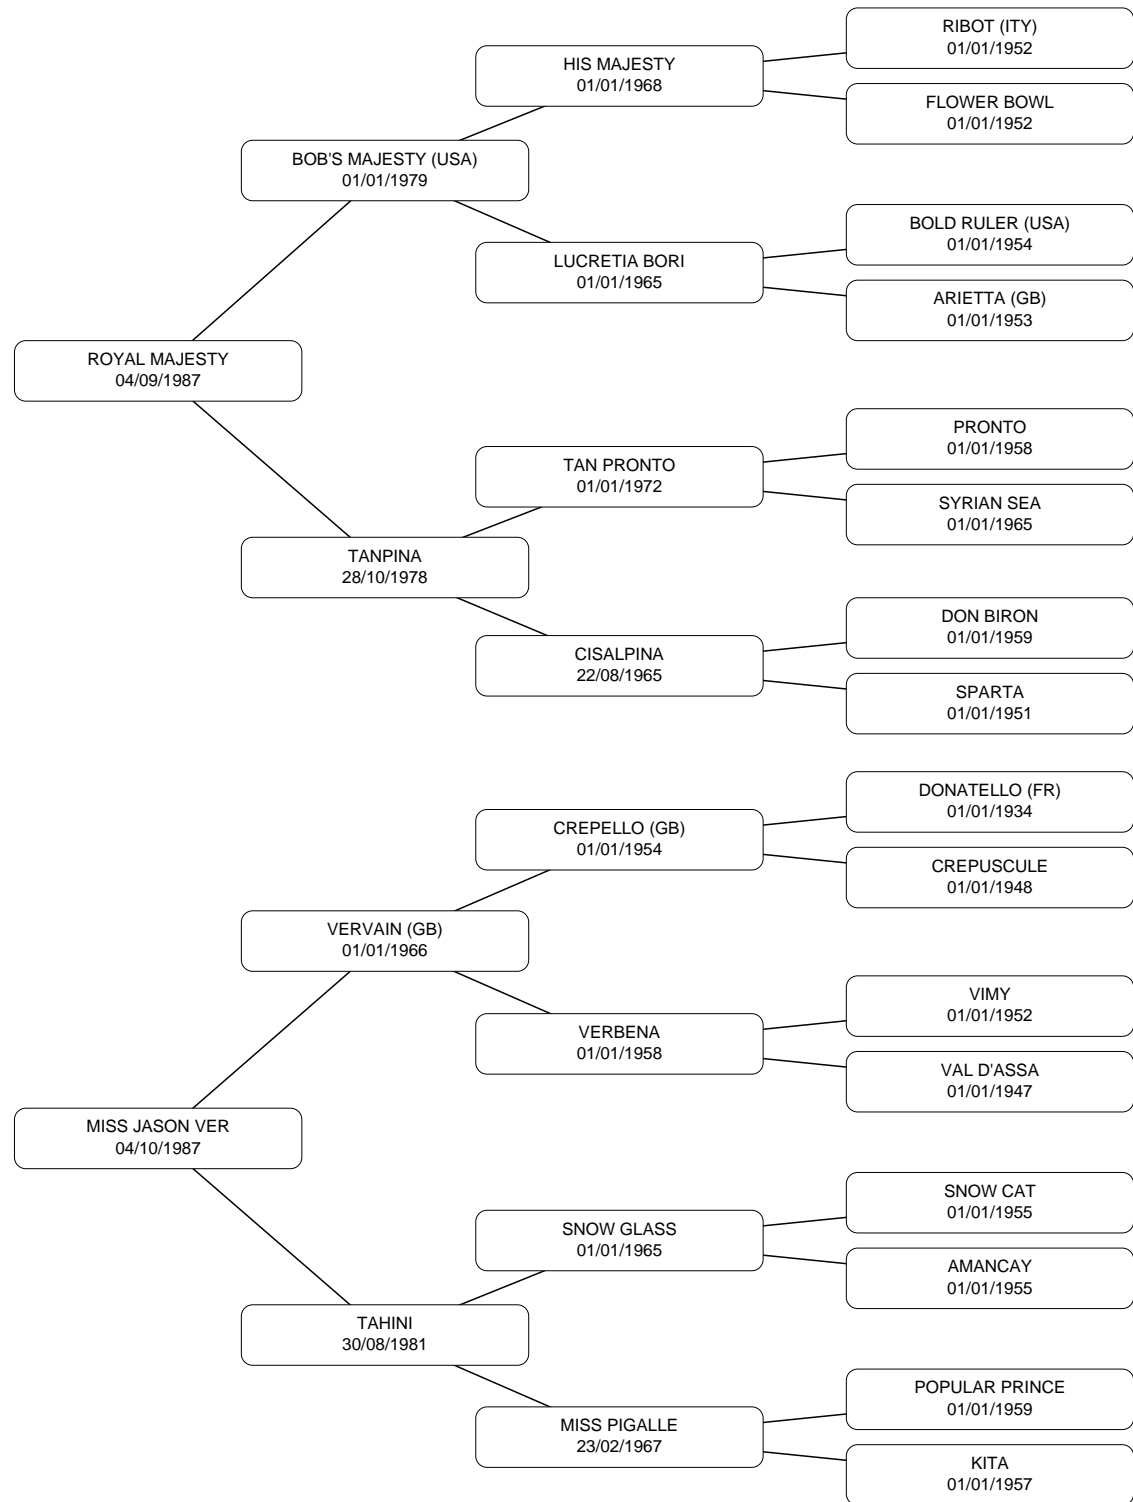 RIBOT (ITY)
01/01/1952
HIS MAJESTY
01/01/1968
FLOWER BOWL
01/01/1952
BOB'S MAJESTY (USA)
01/01/1979
BOLD RULER (USA)
01/01/1954
LUCRETIA BORI
01/01/1965
ARIETTA (GB)
01/01/1953
ROYAL MAJESTY
04/09/1987
PRONTO
01/01/1958
TAN PRONTO
01/01/1972
SYRIAN SEA
01/01/1965
TANPINA
28/10/1978
DON BIRON
01/01/1959
CISALPINA
22/08/1965
SPARTA
01/01/1951
DONATELLO (FR)
01/01/1934
CREPELLO (GB)
01/01/1954
CREPUSCULE
01/01/1948
VERVAIN (GB)
01/01/1966
VIMY
01/01/1952
VERBENA
01/01/1958
VAL D'ASSA
01/01/1947
MISS JASON VER
04/10/1987
SNOW CAT
01/01/1955
SNOW GLASS
01/01/1965
AMANCAY
01/01/1955
TAHINI
30/08/1981
POPULAR PRINCE
01/01/1959
MISS PIGALLE
23/02/1967
KITA
01/01/1957